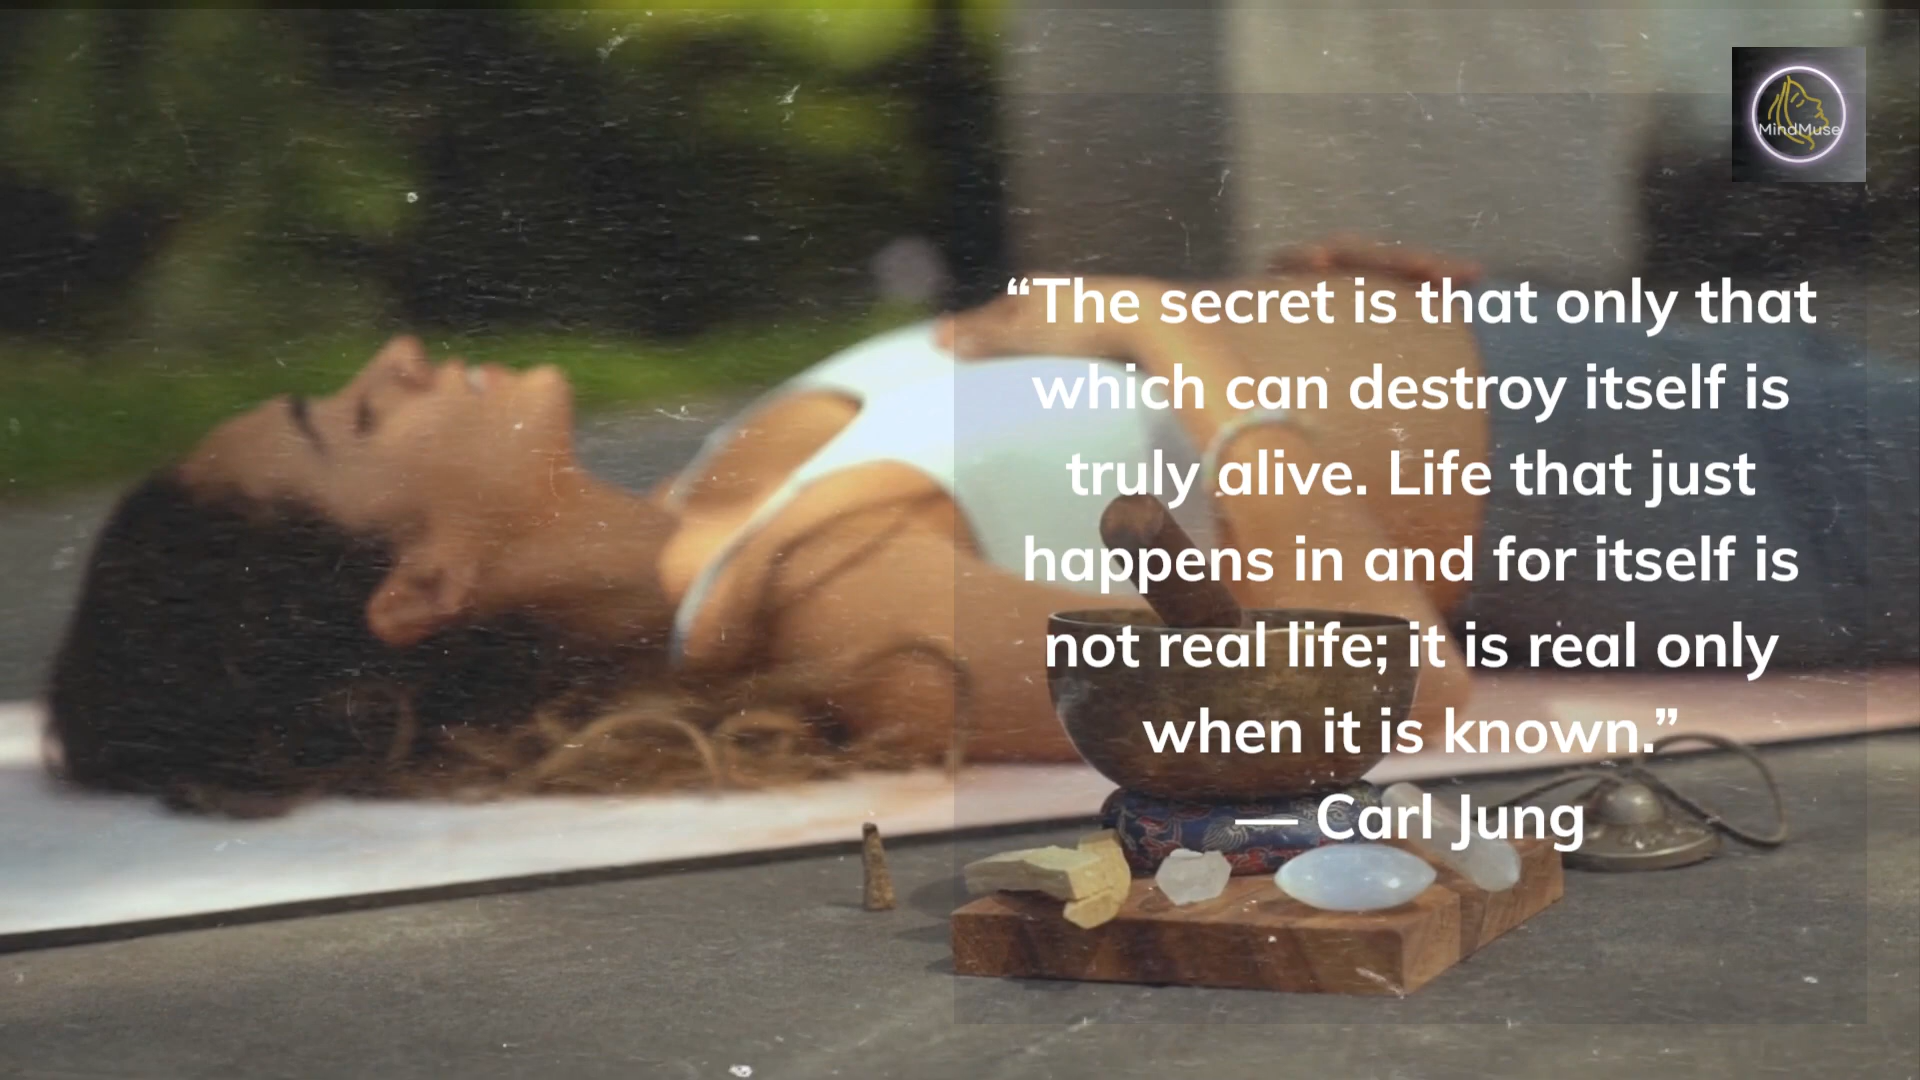 MindMuse
“The secret is that only that
which can destroy itself is
truly alive. Life that just
happens in and for itself is
not real life; it is real only
when it is known.”
— Carl Jung